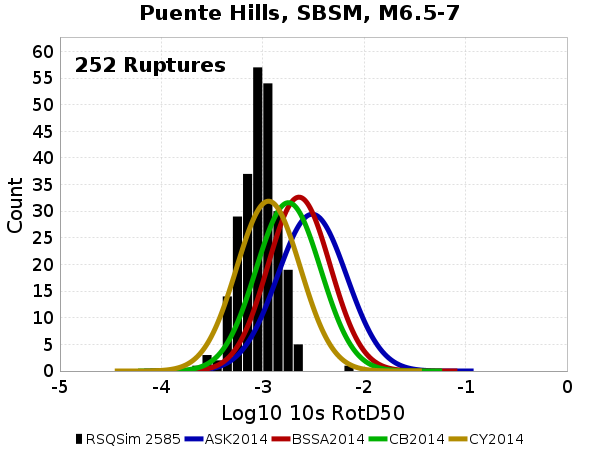 Puente Hills, SBSM, M6.5-7
252 Ruptures
Count
60
55
50
45
40
35
30
25
20
15
10
5
0
-5 -4 -3 -2 -1 0
Log10 10s RotD50
RSQSim 2585 ASK2014 BSSA2014 CB2014 CY2014